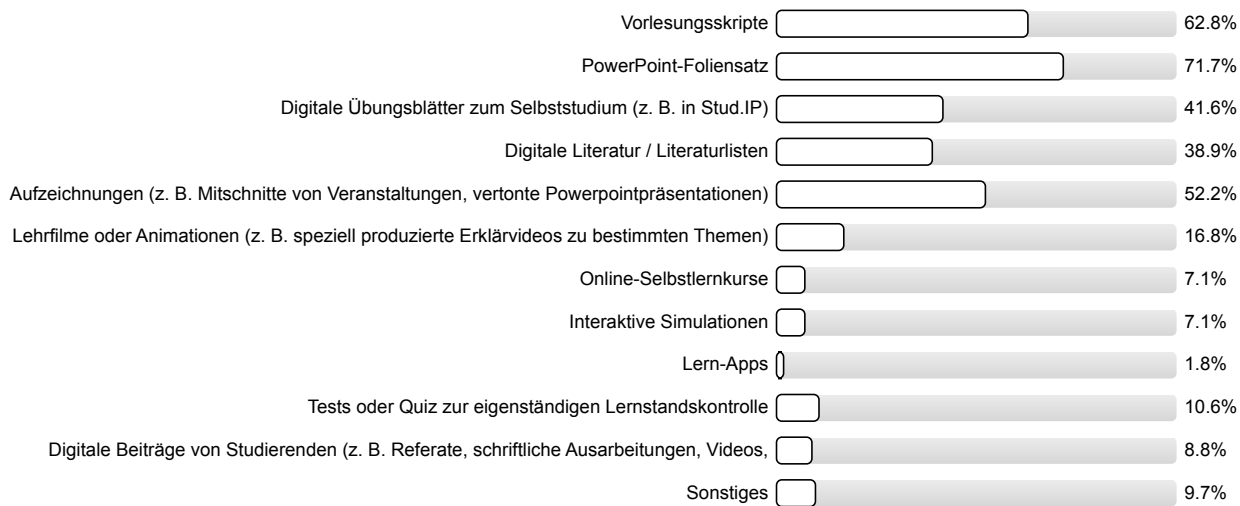 Vorlesungsskripte 62.8%
PowerPoint-Foliensatz 71.7%
Digitale Übungsblätter zum Selbststudium (z. B. in Stud.IP) 41.6%
Digitale Literatur / Literaturlisten 38.9%
Aufzeichnungen (z. B. Mitschnitte von Veranstaltungen, vertonte Powerpointpräsentationen) 52.2%
Lehrfilme oder Animationen (z. B. speziell produzierte Erklärvideos zu bestimmten Themen) 16.8%
Online-Selbstlernkurse 7.1%
Interaktive Simulationen 7.1%
Lern-Apps 1.8%
Tests oder Quiz zur eigenständigen Lernstandskontrolle 10.6%
Digitale Beiträge von Studierenden (z. B. Referate, schriftliche Ausarbeitungen, Videos, 8.8%
Sonstiges 9.7%